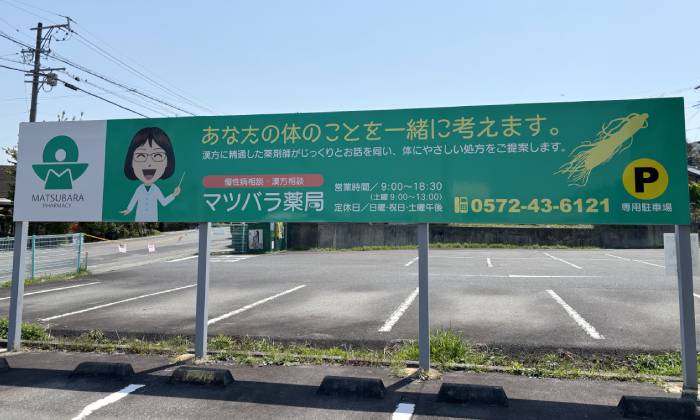 あなたの体のことを一緒に考えます。
漢方に精通した薬剤師がじっくりとお話を伺い、体にやさしい処方をご提案します。
MATSUBARA
PHARMACY
慢性病相談・漢方相談
マツバラ薬局
営業時間／9:00〜18:30
(土曜 9:00〜13:00)
定休日／日曜・祝日・土曜午後
0572-43-6121
P
専用駐車場